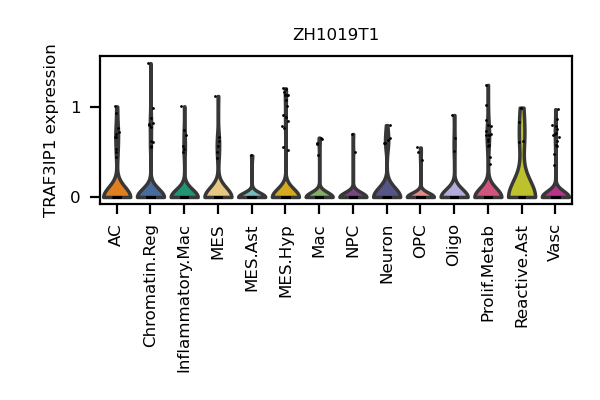 ZH1019T1
TRAF3IP1 expression
1
0
AC
Chromatin.Reg
Inflammatory.Mac
MES
MES.Ast
MES.Hyp
Mac
NPC
Neuron
OPC
Oligo
Prolif.Metab
Reactive.Ast
Vasc